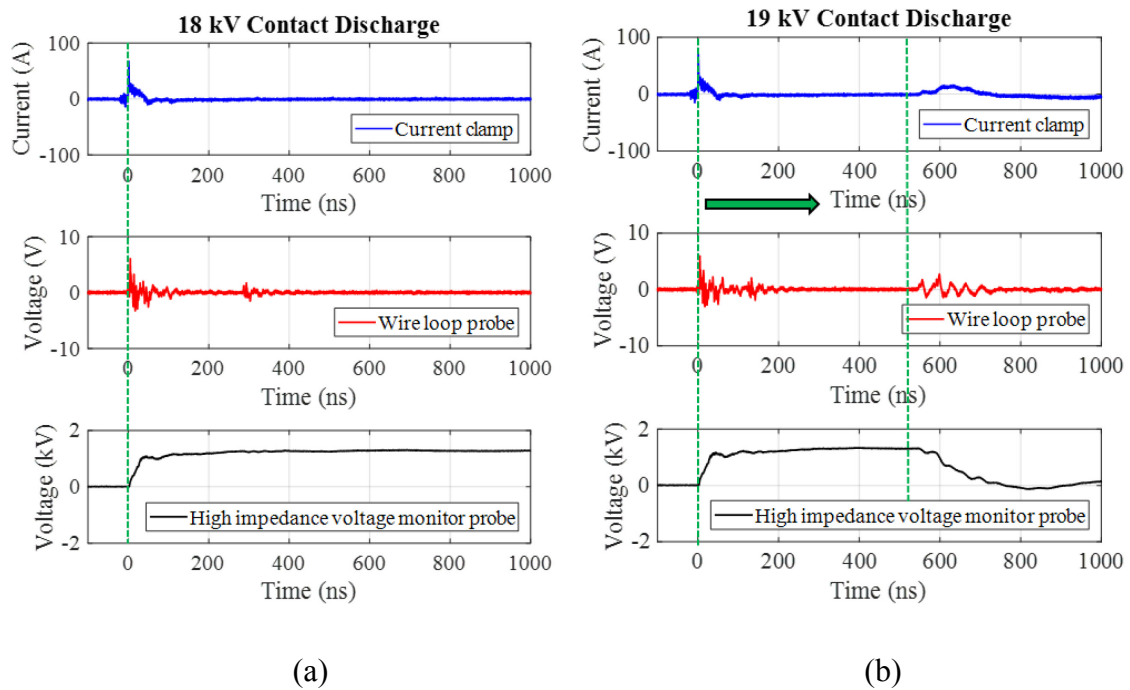 18 kV Contact Discharge
Current (A)
100
0
-100
Current clamp
0 200 400 600 800 1000
Time (ns)
Voltage (V)
10
0
-10
Wire loop probe
0 200 400 600 800 1000
Time (ns)
Voltage (kV)
2
0
-2
High impedance voltage monitor probe
0 200 400 600 800 1000
Time (ns)
(a)
19 kV Contact Discharge
Current (A)
100
0
-100
Current clamp
0 200 400 600 800 1000
Time (ns)
Voltage (V)
10
0
-10
Wire loop probe
0 200 400 600 800 1000
Time (ns)
Voltage (kV)
2
0
-2
High impedance voltage monitor probe
0 200 400 600 800 1000
Time (ns)
(b)